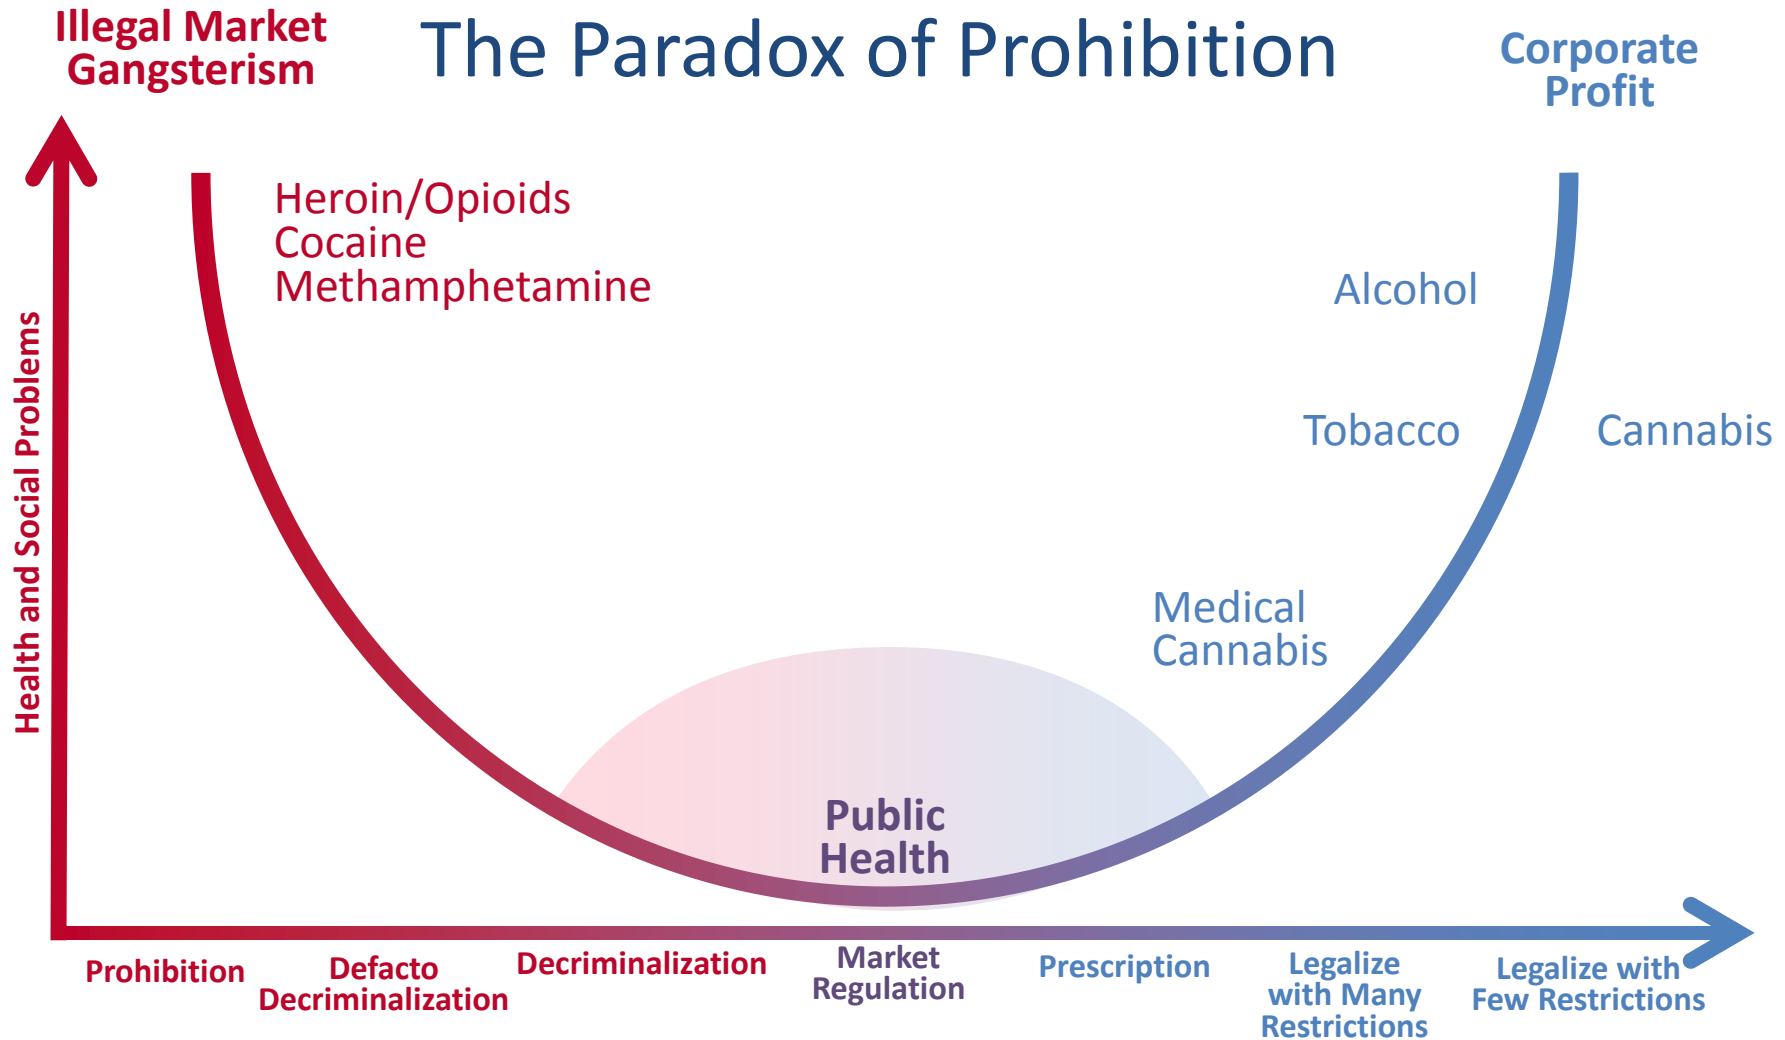 Illegal Market
Gangsterism
The Paradox of Prohibition
Corporate
Profit
Health and Social Problems
Heroin/Opioids
Cocaine
Methamphetamine
Alcohol
Tobacco
Cannabis
Medical
Cannabis
Public
Health
Prohibition
Defacto
Decriminalization
Decriminalization
Market
Regulation
Prescription
Legalize
with Many
Restrictions
Legalize with
Few Restrictions